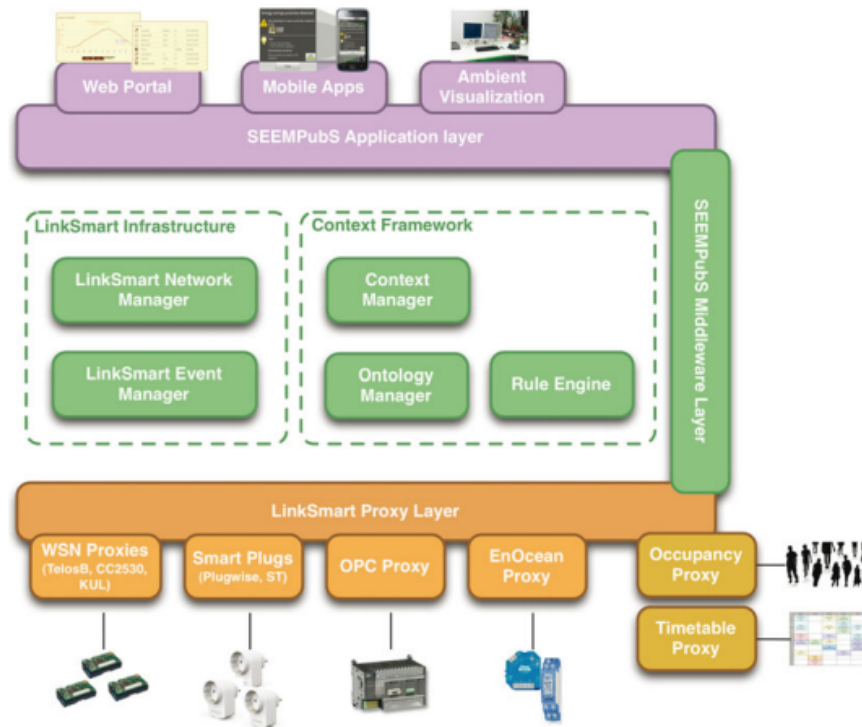 Web Portal
Mobile Apps
Ambient
Visualization
SEEMPubS Application layer
SEEMPubS Middleware Layer
LinkSmart Infrastructure
Context Framework
LinkSmart Network
Manager
Context
Manager
LinkSmart Event
Manager
Ontology
Manager
Rule Engine
LinkSmart Proxy Layer
WSN Proxies
(TelosB, CC2530,
KUL)
Smart Plugs
(Plugwise, ST)
OPC Proxy
EnOcean
Proxy
Occupancy
Proxy
Timetable
Proxy